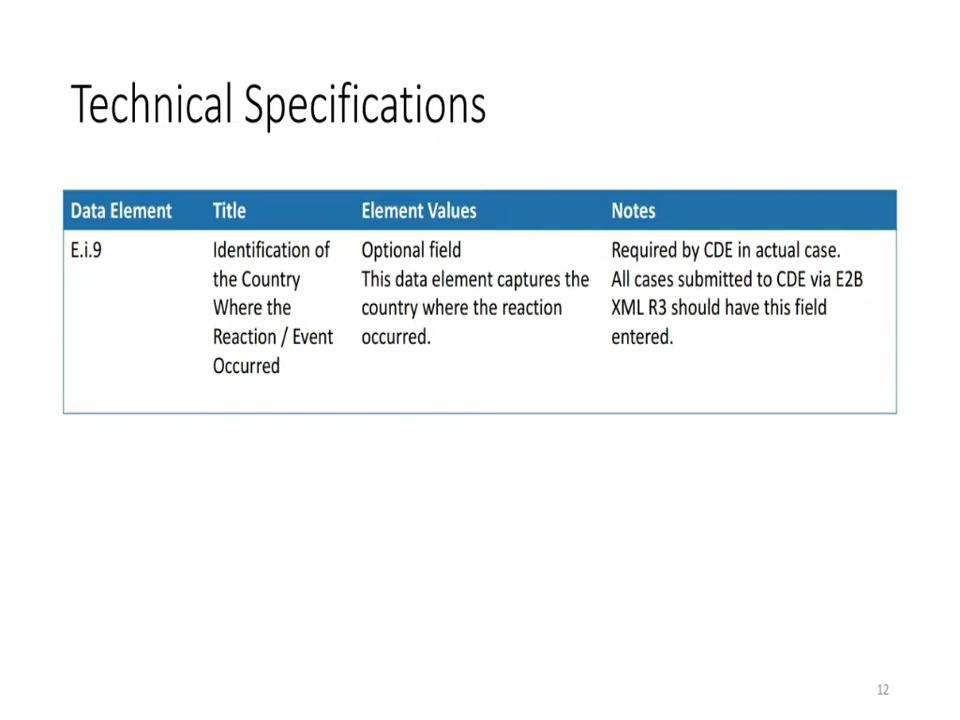 Technical Specifications
Data Element Title Element Values Notes
E.i.9
Identification of
the Country
Where the
Reaction / Event
Occurred
Optional field
This data element captures the
country where the reaction
occurred.
Required by CDE in actual case.
All cases submitted to CDE via E2B
XML R3 should have this field
entered.
12